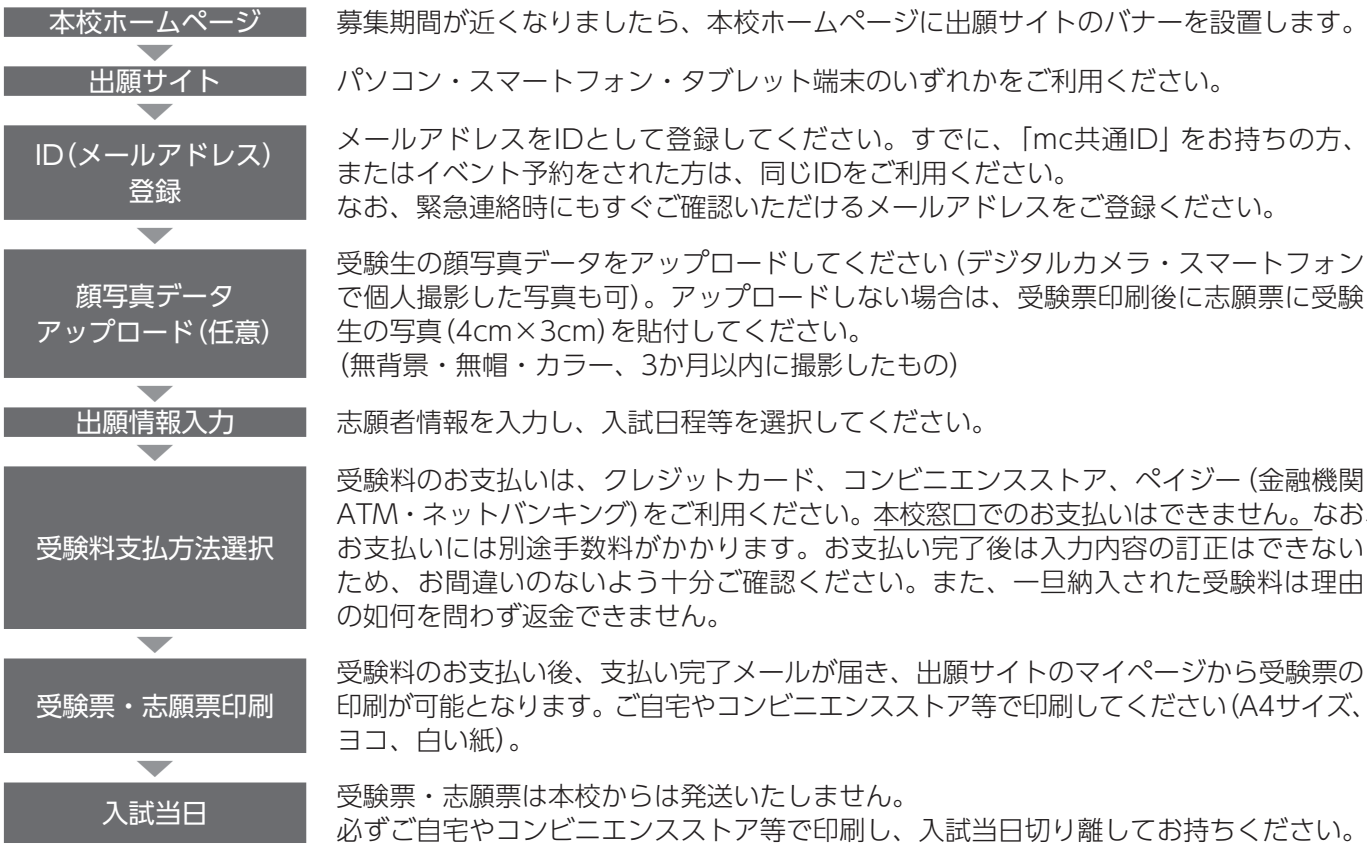 本校ホームページ
募集期間が近くなりましたら、本校ホームページに出願サイトのバナーを設置します。
出願サイト
パソコン・スマートフォン・タブレット端末のいずれかをご利用ください。
ID(メールアドレス)
登録
メールアドレスをIDとして登録してください。すでに、「mc共通ID」をお持ちの方、
またはイベント予約をされた方は、同じIDをご利用ください。
なお、緊急連絡時にもすぐご確認いただけるメールアドレスをご登録ください。
顔写真データ
アップロード(任意)
受験生の顔写真データをアップロードしてください(デジタルカメラ・スマートフォン
で個人撮影した写真も可)。アップロードしない場合は、受験票印刷後に志願票に受験
生の写真(4cm×3cm)を貼付してください。
(無背景・無帽・カラー、3か月以内に撮影したもの)
出願情報入力
志願者情報を入力し、入試日程等を選択してください。
受験料支払方法選択
受験料のお支払いは、クレジットカード、コンビニエンスストア、ペイジー(金融機関
ATM・ネットバンキング)をご利用ください。本校窓口でのお支払いはできません。なお
お支払いには別途手数料がかかります。お支払い完了後は入力内容の訂正はできない
ため、お間違いのないよう十分ご確認ください。また、一旦納入された受験料は理由
の如何を問わず返金できません。
受験票・志願票印刷
受験料のお支払い後、支払い完了メールが届き、出願サイトのマイページから受験票の
印刷が可能となります。ご自宅やコンビニエンスストア等で印刷してください(A4サイズ、
ヨコ、白い紙)。
入試当日
受験票・志願票は本校からは発送いたしません。
必ずご自宅やコンビニエンスストア等で印刷し、入試当日切り離してお持ちください。